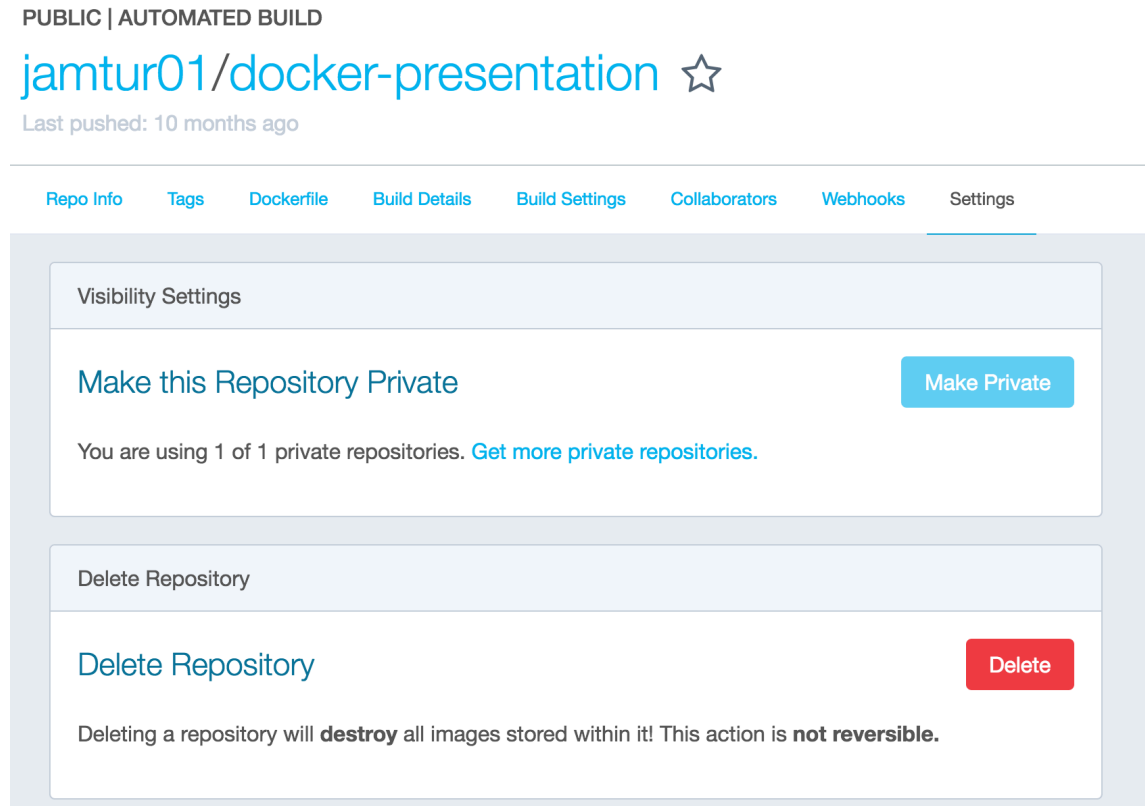 PUBLIC | AUTOMATED BUILD
jamtur01/docker-presentation
Last pushed: 10 months ago
Repo Info Tags Dockerfile Build Details Build Settings Collaborators Webhooks Settings
Visibility Settings
Make this Repository Private Make Private
You are using 1 of 1 private repositories. Get more private repositories.
Delete Repository
Delete Repository Delete
Deleting a repository will destroy all images stored within it! This action is not reversible.